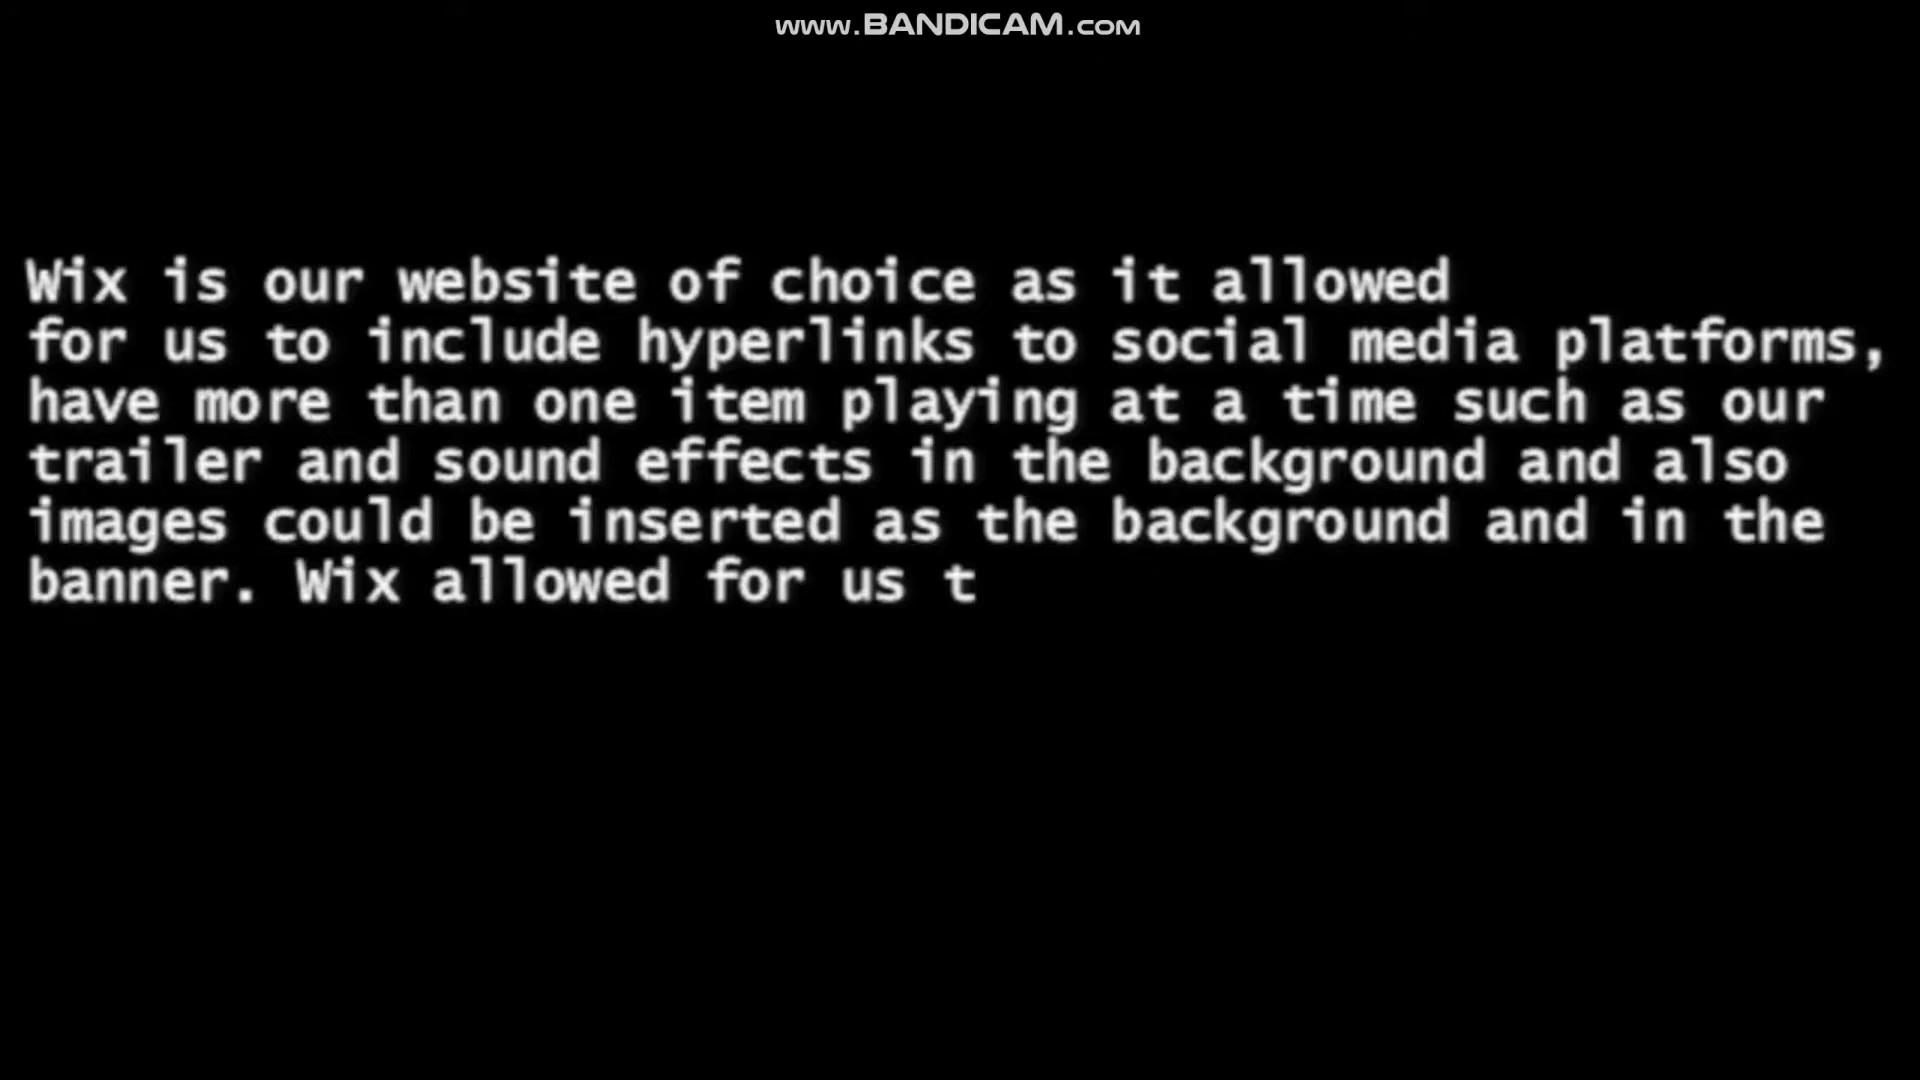 www.BANDICAM.com
Wix is our website of choice as it allowed
for us to include hyperlinks to social media platforms,
have more than one item playing at a time such as our
trailer and sound effects in the background and also
images could be inserted as the background and in the
banner. Wix allowed for us t